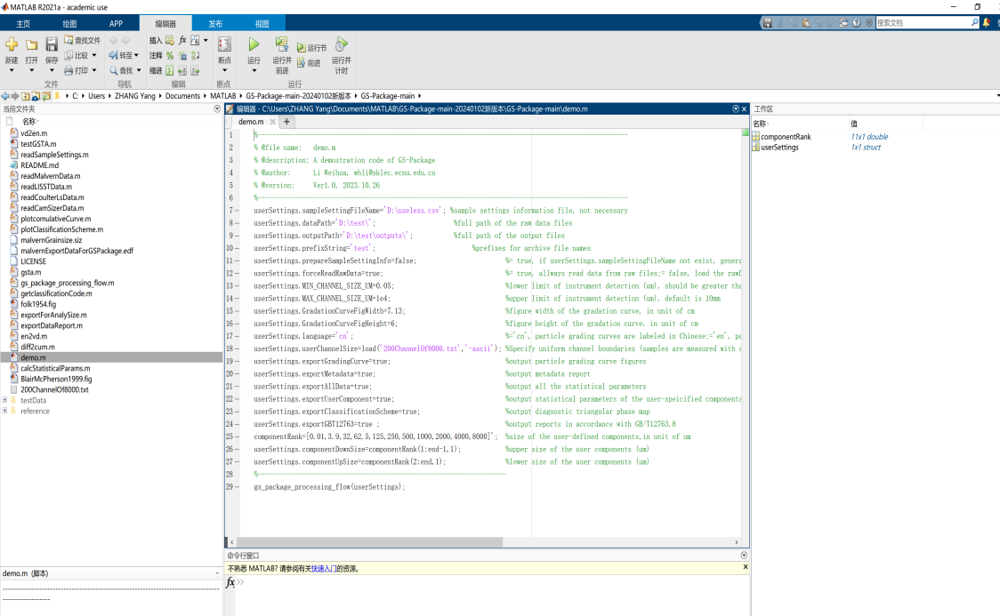 MATLAB R2021a - academic use
主页 绘图 APP 编辑器 发布 视图
搜索文档
新建 打开 保存 查找文件 比较 打印
文件
转至 查找
导航
插入 fx
注释 %
缩进
编辑
断点
断点
运行 运行并前进 运行节 前进 运行并计时
运行
C: Users ZHANG Yang Documents MATLAB GS-Package-main-20240102新版本 GS-Package-main
当前文件夹
名称
vd2en.m
testGSTA.m
readSampleSettings.m
README.md
readMalvernData.m
readLISSTData.m
readCoulterLsData.m
readCamSizerData.m
plotcomulativeCurve.m
plotClassificationScheme.m
malvernGrainsize.siz
malvernExportDataForGSPackage.edf
LICENSE
gsta.m
gs_package_processing_flow.m
getclassificationCode.m
folk1954.fig
exportForAnalySize.m
exportDataReport.m
en2vd.m
diff2cum.m
demo.m
calcStatisticalParams.m
BlairMcPherson1999.fig
200ChannelOf8000.txt
testData
reference
demo.m (脚本)
编辑器 - C:\Users\ZHANG Yang\Documents\MATLAB\GS-Package-main-20240102新版本\GS-Package-main\demo.m
demo.m
1 %------------------------------------------------------------
2 % @file name: demo.m
3 % @description: A demostration code of GS-Package
4 % @author: Li Weihua, whli@sklec.ecnu.edu.cn
5 % @version: Ver1.0, 2023.10.26
6 %------------------------------------------------------------
7 userSettings.sampleSettingFileName='D:\useless.csv'; %sample settings information file, not necessary
8 userSettings.dataPath='D:\test\'; %full path of the raw data files
9 userSettings.outputPath='D:\test\outputs\'; %full path of the output files
10 userSettings.prefixString='test'; %prefixes for archive file names
11 userSettings.prepareSampleSettingInfo=false; %= true, if userSettings.sampleSettingFileName not exist, genera
12 userSettings.forceReadRawData=true; %= true, allways read data from raw files;= false, load the rawD
13 userSettings.MIN_CHANNEL_SIZE_UM=0.05; %lower limit of instrument detection (um), should be greater tha
14 userSettings.MAX_CHANNEL_SIZE_UM=1e4; %upper limit of instrument detection (um), default is 10mm
15 userSettings.GradationCurveFigWidth=7.13; %figure width of the gradation curve, in unit of cm
16 userSettings.GradationCurveFigHeight=6; %figure height of the gradation curve, in unit of cm
17 userSettings.language='cn'; %='cn', particle grading curves are labeled in Chinese;='en', pa
18 userSettings.userChannelSize=load('200ChannelOf8000.txt','-ascii'); %Specify uniform channel boundaries (samples are measured with s
19 userSettings.exportGradingCurve=true; %output particle grading curve figures
20 userSettings.exportMetadata=true; %output metadata report
21 userSettings.exportAllData=true; %output all the statistical parameters
22 userSettings.exportUserComponent=true; %output statistical parameters of the user-speicified components
23 userSettings.exportClassificationScheme=true; %output diagnostic triangular phase map
24 userSettings.exportGBT12763=true ; %output reports in accordance with GB/T12763.8
25 componentRank=[0.01,3.9,32,62.5,125,250,500,1000,2000,4000,8000]'; %size of the user-defined components,in unit of um
26 userSettings.componentDownSize=componentRank(1:end-1,1); %upper size of the user components (um)
27 userSettings.componentUpSize=componentRank(2:end,1); %lower size of the user components (um)
28 %------------------------------------------------------------
29 gs_package_processing_flow(userSettings);
命令行窗口
不熟悉 MATLAB? 请参阅有关快速入门的资源。
fx >>
工作区
名称 值
componentRank 11x1 double
userSettings 1x1 struct